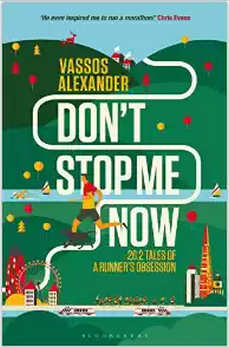 'He even inspired me to run a marathon!' Chris Evans
VASSOS
ALEXANDER
DON'T
STOP ME
NOW
26.2 TALES OF
A RUNNER'S OBSESSION
BLOOMSBURY